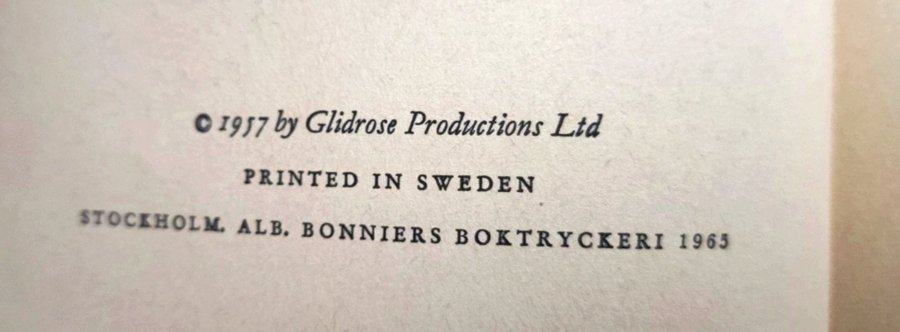 © 1957 by Glidrose Productions Ltd
PRINTED IN SWEDEN
STOCKHOLM. ALB. BONNIERS BOKTRYCKERI 1965